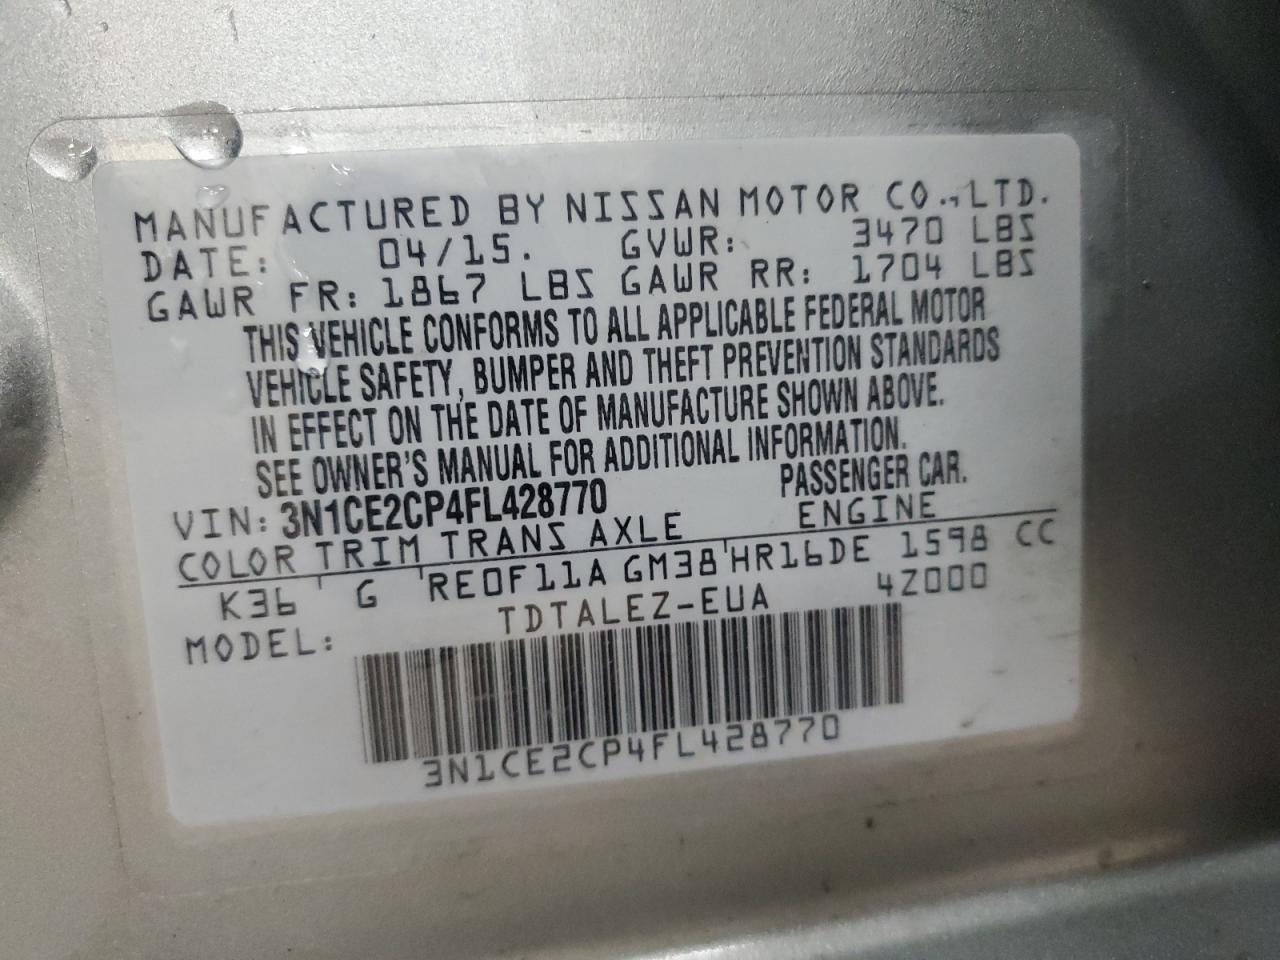 MANUFACTURED BY NISSAN MOTOR CO., LTD.
DATE: 04/15. GVWR: 3470 LBS
GAWR FR: 1867 LBS GAWR RR: 1704 LBS
THIS VEHICLE CONFORMS TO ALL APPLICABLE FEDERAL MOTOR
VEHICLE SAFETY, BUMPER AND THEFT PREVENTION STANDARDS
IN EFFECT ON THE DATE OF MANUFACTURE SHOWN ABOVE.
SEE OWNER'S MANUAL FOR ADDITIONAL INFORMATION.
VIN: 3N1CE2CP4FL428770 PASSENGER CAR.
COLOR TRIM TRANS AXLE ENGINE
K36 G RE0F11A GM38 HR16DE 1598 CC
MODEL: TDTALEZ-EUA 4Z000
3N1CE2CP4FL428770